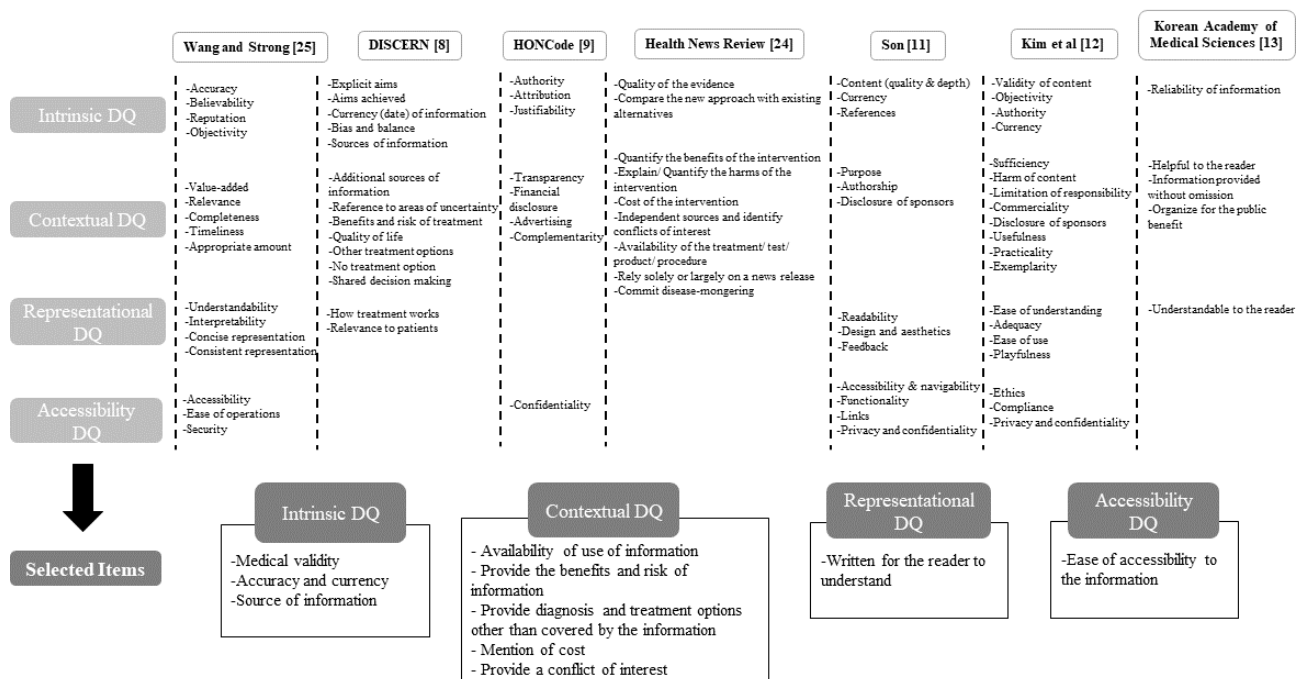 Wang and Strong [25]
DISCERN [8]
HONCode [9]
Health News Review [24]
Son [11]
Kim et al [12]
Korean Academy of
Medical Sciences [13]
Intrinsic DQ
-Accuracy
-Believability
-Reputation
-Objectivity
-Explicit aims
-Aims achieved
-Currency (date) of information
-Bias and balance
-Sources of information
-Authority
-Attribution
-Justifiability
-Quality of the evidence
-Compare the new approach with existing
alternatives
-Content (quality & depth)
-Currency
-References
-Validity of content
-Objectivity
-Authority
-Currency
-Reliability of information
Contextual DQ
-Value-added
-Relevance
-Completeness
-Timeliness
-Appropriate amount
-Additional sources of
information
-Reference to areas of uncertainty
-Benefits and risk of treatment
-Quality of life
-Other treatment options
-No treatment option
-Shared decision making
-Transparency
-Financial
disclosure
-Advertising
-Complementarity
-Quantify the benefits of the intervention
-Explain/ Quantify the harms of the
intervention
-Cost of the intervention
-Independent sources and identify
conflicts of interest
-Availability of the treatment/ test/
product/ procedure
-Rely solely or largely on a news release
-Commit disease-mongering
-Purpose
-Authorship
-Disclosure of sponsors
-Sufficiency
-Harm of content
-Limitation of responsibility
-Commerciality
-Disclosure of sponsors
-Usefulness
-Practicality
-Exemplarity
-Helpful to the reader
-Information provided
without omission
-Organize for the public
benefit
Representational
DQ
-Understandability
-Interpretability
-Concise representation
-Consistent representation
-How treatment works
-Relevance to patients
-Readability
-Design and aesthetics
-Feedback
-Ease of understanding
-Adequacy
-Ease of use
-Playfulness
-Understandable to the reader
Accessibility
DQ
-Accessibility
-Ease of operations
-Security
-Confidentiality
-Accessibility & navigability
-Functionality
-Links
-Privacy and confidentiality
-Ethics
-Compliance
-Privacy and confidentiality
Selected Items
Intrinsic DQ
-Medical validity
-Accuracy and currency
-Source of information
Contextual DQ
- Availability of use of information
- Provide the benefits and risk of
information
- Provide diagnosis and treatment options
other than covered by the information
- Mention of cost
- Provide a conflict of interest
Representational
DQ
-Written for the reader to
understand
Accessibility
DQ
-Ease of accessibility to
the information